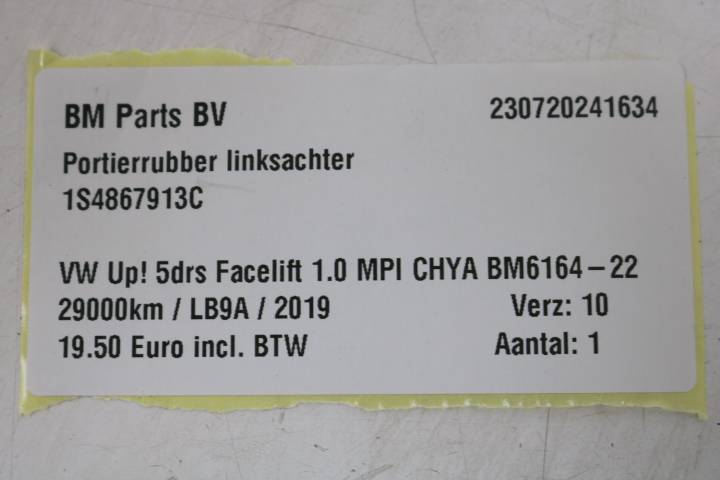 BM Parts BV 230720241634
Portierrubber linksachter
1S4867913C
VW Up! 5drs Facelift 1.0 MPI CHYA BM6164-22
29000km / LB9A / 2019 Verz: 10
19.50 Euro incl. BTW Aantal: 1